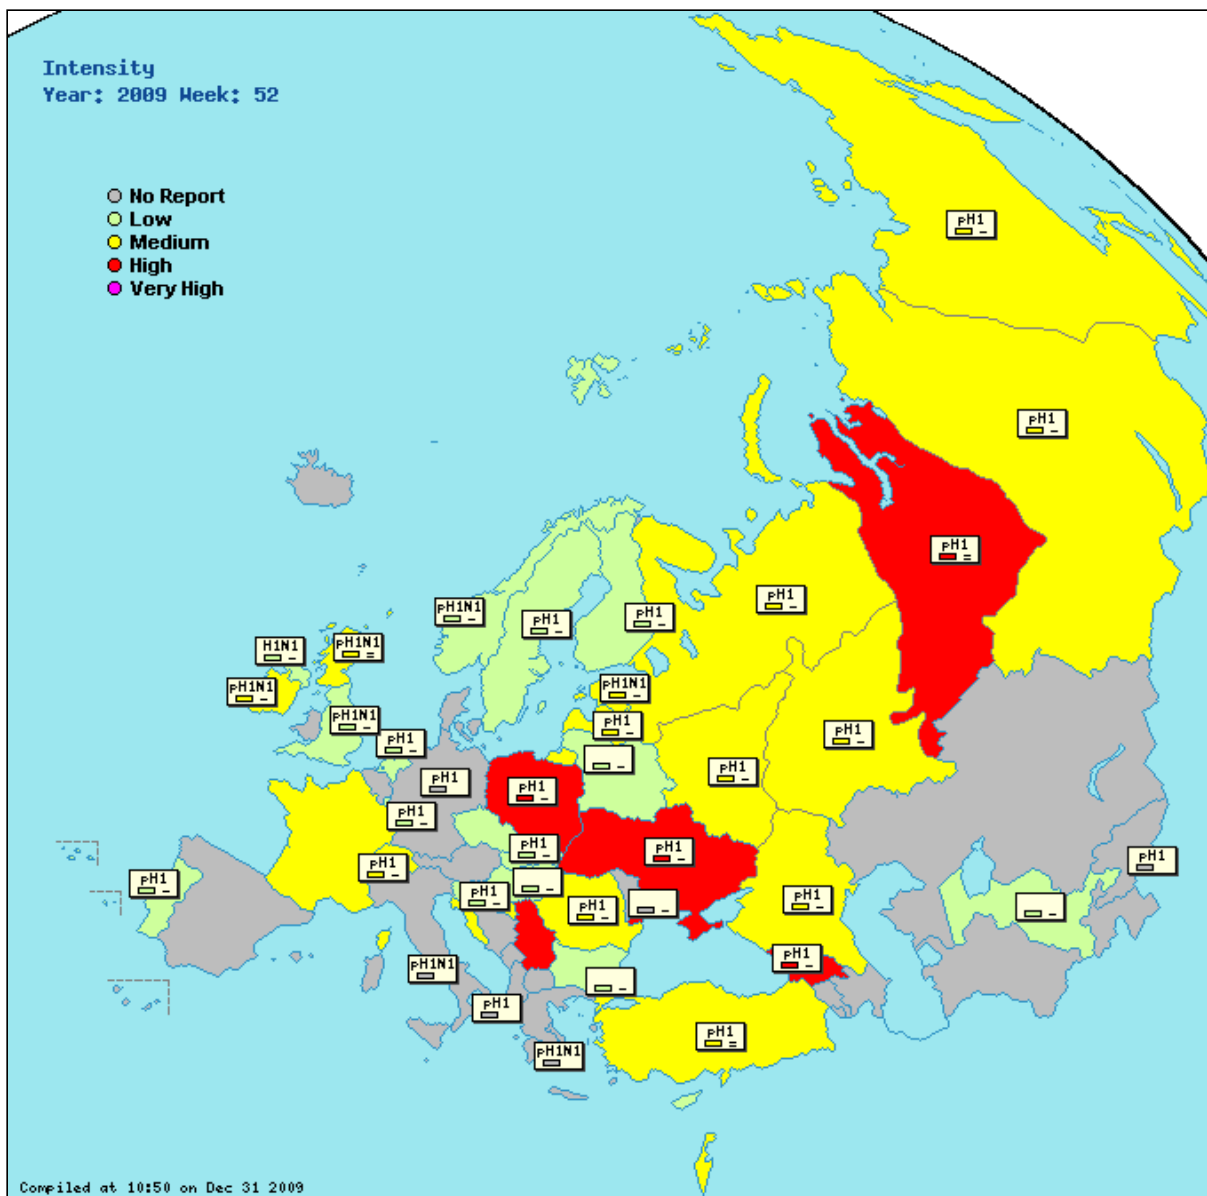 Intensity
Year: 2009 Week: 52
No Report
Low
Medium
High
Very High
pH1
–
pH1
–
pH1
=
pH1
–
pH1N1
–
pH1
–
pH1
–
H1N1
–
pH1N1
=
pH1N1
–
pH1N1
–
pH1N1
–
pH1
–
pH1
–
–
pH1
–
pH1
–
pH1
pH1
–
pH1
–
pH1
–
pH1
–
pH1
–
pH1
pH1
–
–
pH1
–
pH1
–
–
pH1
–
–
pH1
–
pH1N1
–
pH1
pH1
=
pH1N1
Compiled at 10:50 on Dec 31 2009